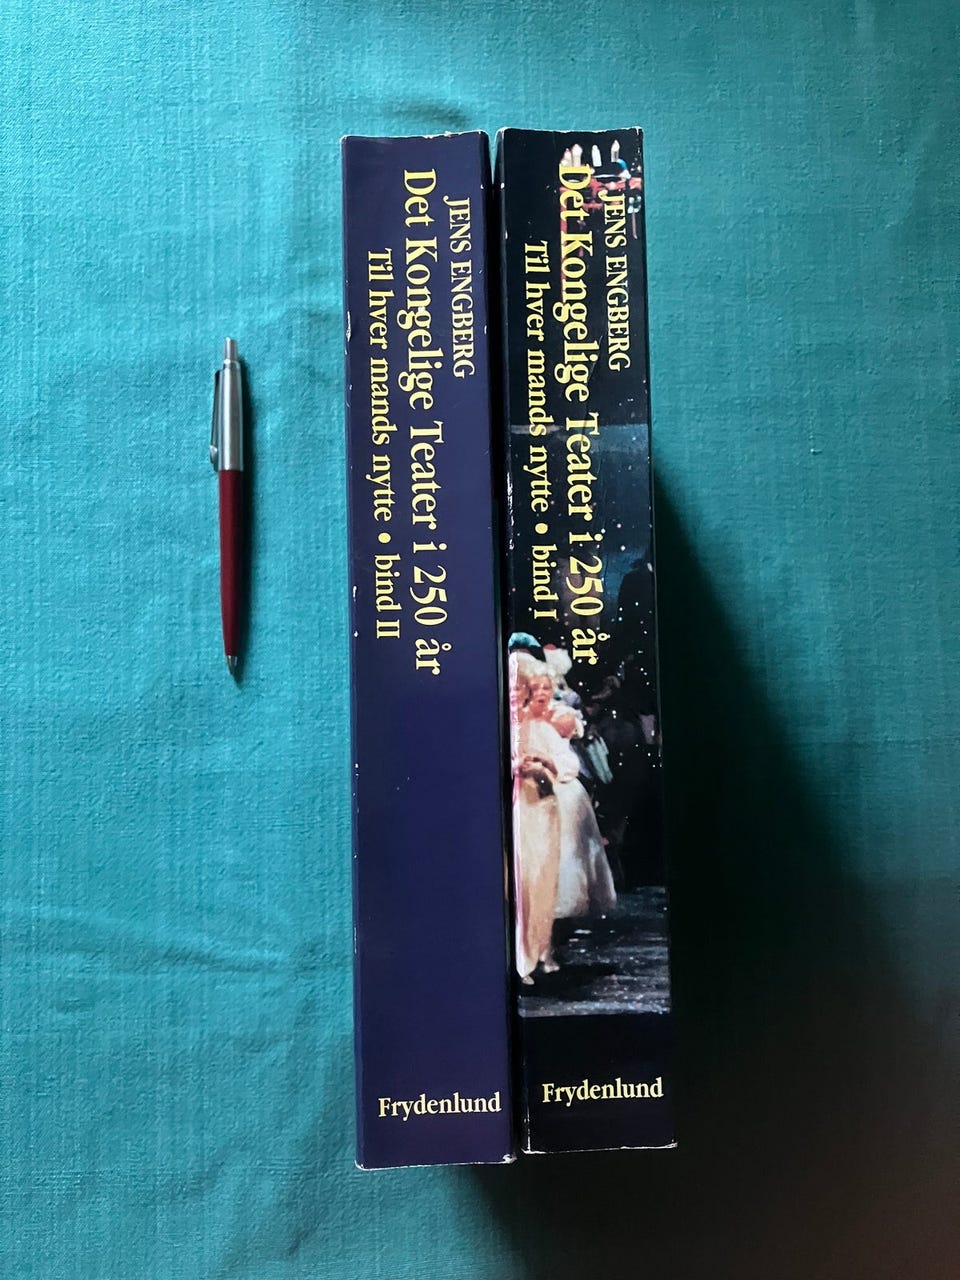 JENS ENGBERG
Det Kongelige Teater i 250 år
Til hver mands nytte • bind II
Frydenlund
JENS ENGBERG
Det Kongelige Teater i 250 år
Til hver mands nytte • bind I
Frydenlund